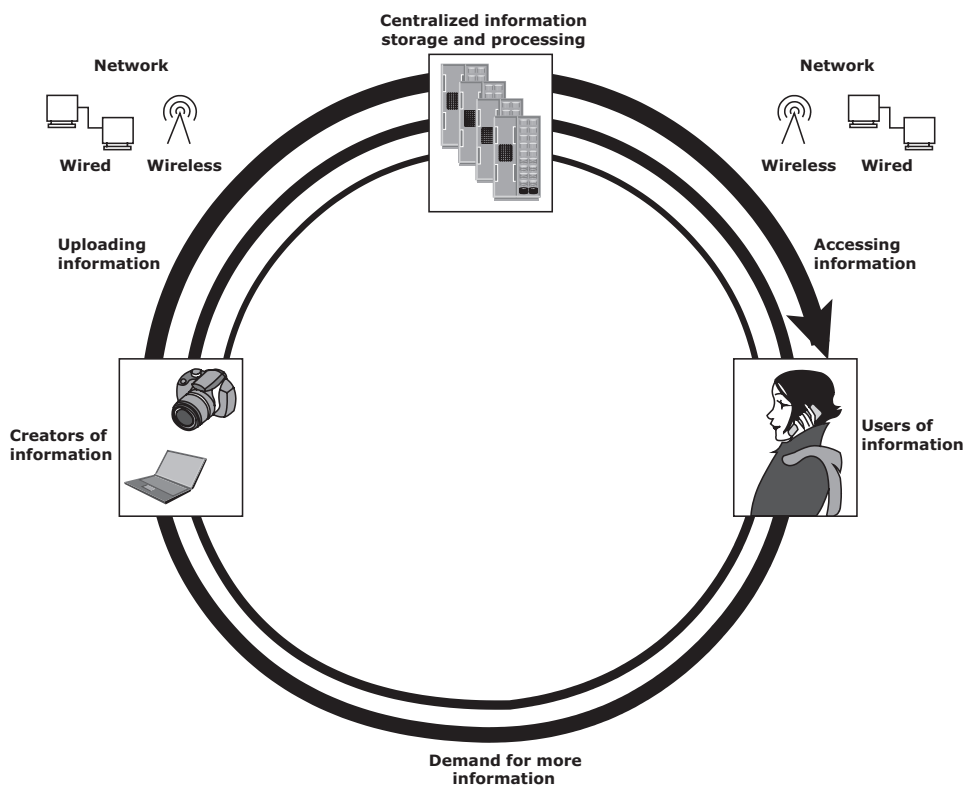 Centralized information
storage and processing
Network
Wired
Wireless
Network
Wireless
Wired
Uploading
information
Accessing
information
Creators of
information
Users of
information
Demand for more
information